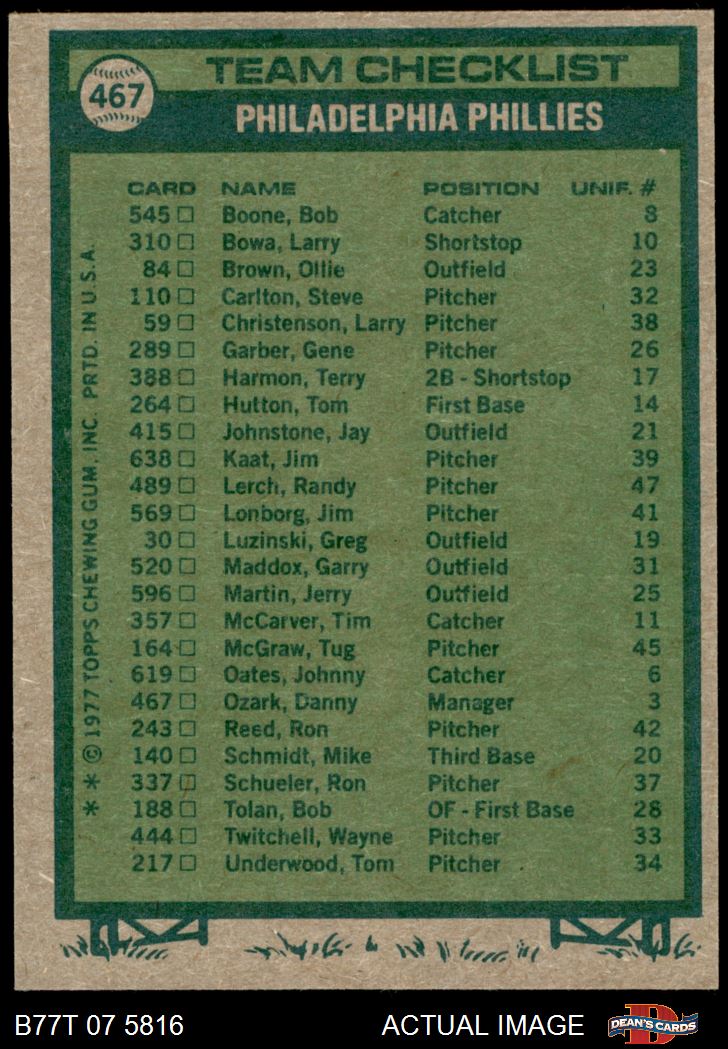 467
TEAM CHECKLIST
PHILADELPHIA PHILLIES
CARD NAME POSITION UNIF. #
545 Boone, Bob Catcher 8
310 Bowa, Larry Shortstop 10
84 Brown, Ollie Outfield 23
110 Carlton, Steve Pitcher 32
59 Christenson, Larry Pitcher 38
289 Garber, Gene Pitcher 26
388 Harmon, Terry 2B - Shortstop 17
264 Hutton, Tom First Base 14
415 Johnstone, Jay Outfield 21
638 Kaat, Jim Pitcher 39
489 Lerch, Randy Pitcher 47
569 Lonborg, Jim Pitcher 41
30 Luzinski, Greg Outfield 19
520 Maddox, Garry Outfield 31
596 Martin, Jerry Outfield 25
357 McCarver, Tim Catcher 11
164 McGraw, Tug Pitcher 45
619 Oates, Johnny Catcher 6
467 Ozark, Danny Manager 3
243 Reed, Ron Pitcher 42
140 Schmidt, Mike Third Base 20
337 Schueler, Ron Pitcher 37
188 Tolan, Bob OF - First Base 28
444 Twitchell, Wayne Pitcher 33
217 Underwood, Tom Pitcher 34
* * © 1977 TOPPS CHEWING GUM, INC. PRTD. IN U.S.A.
B77T 07 5816 ACTUAL IMAGE
D
DEAN'S CARDS